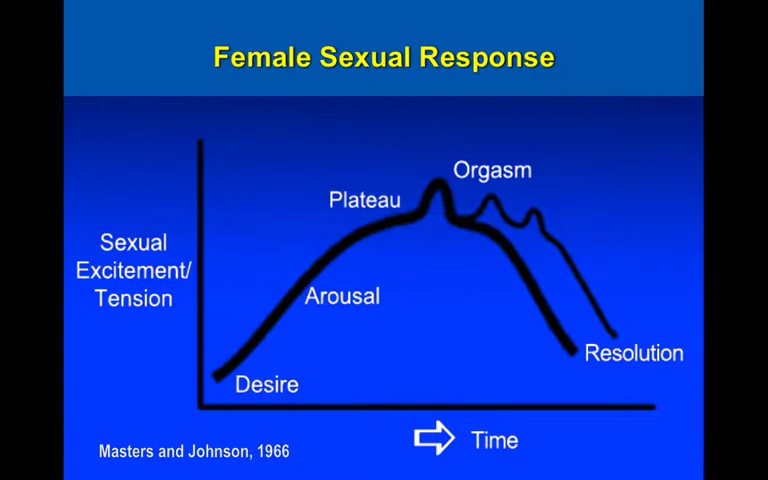 Female Sexual Response
Orgasm
Plateau
Sexual
Excitement/
Tension
Arousal
Resolution
Desire
Time
Masters and Johnson, 1966